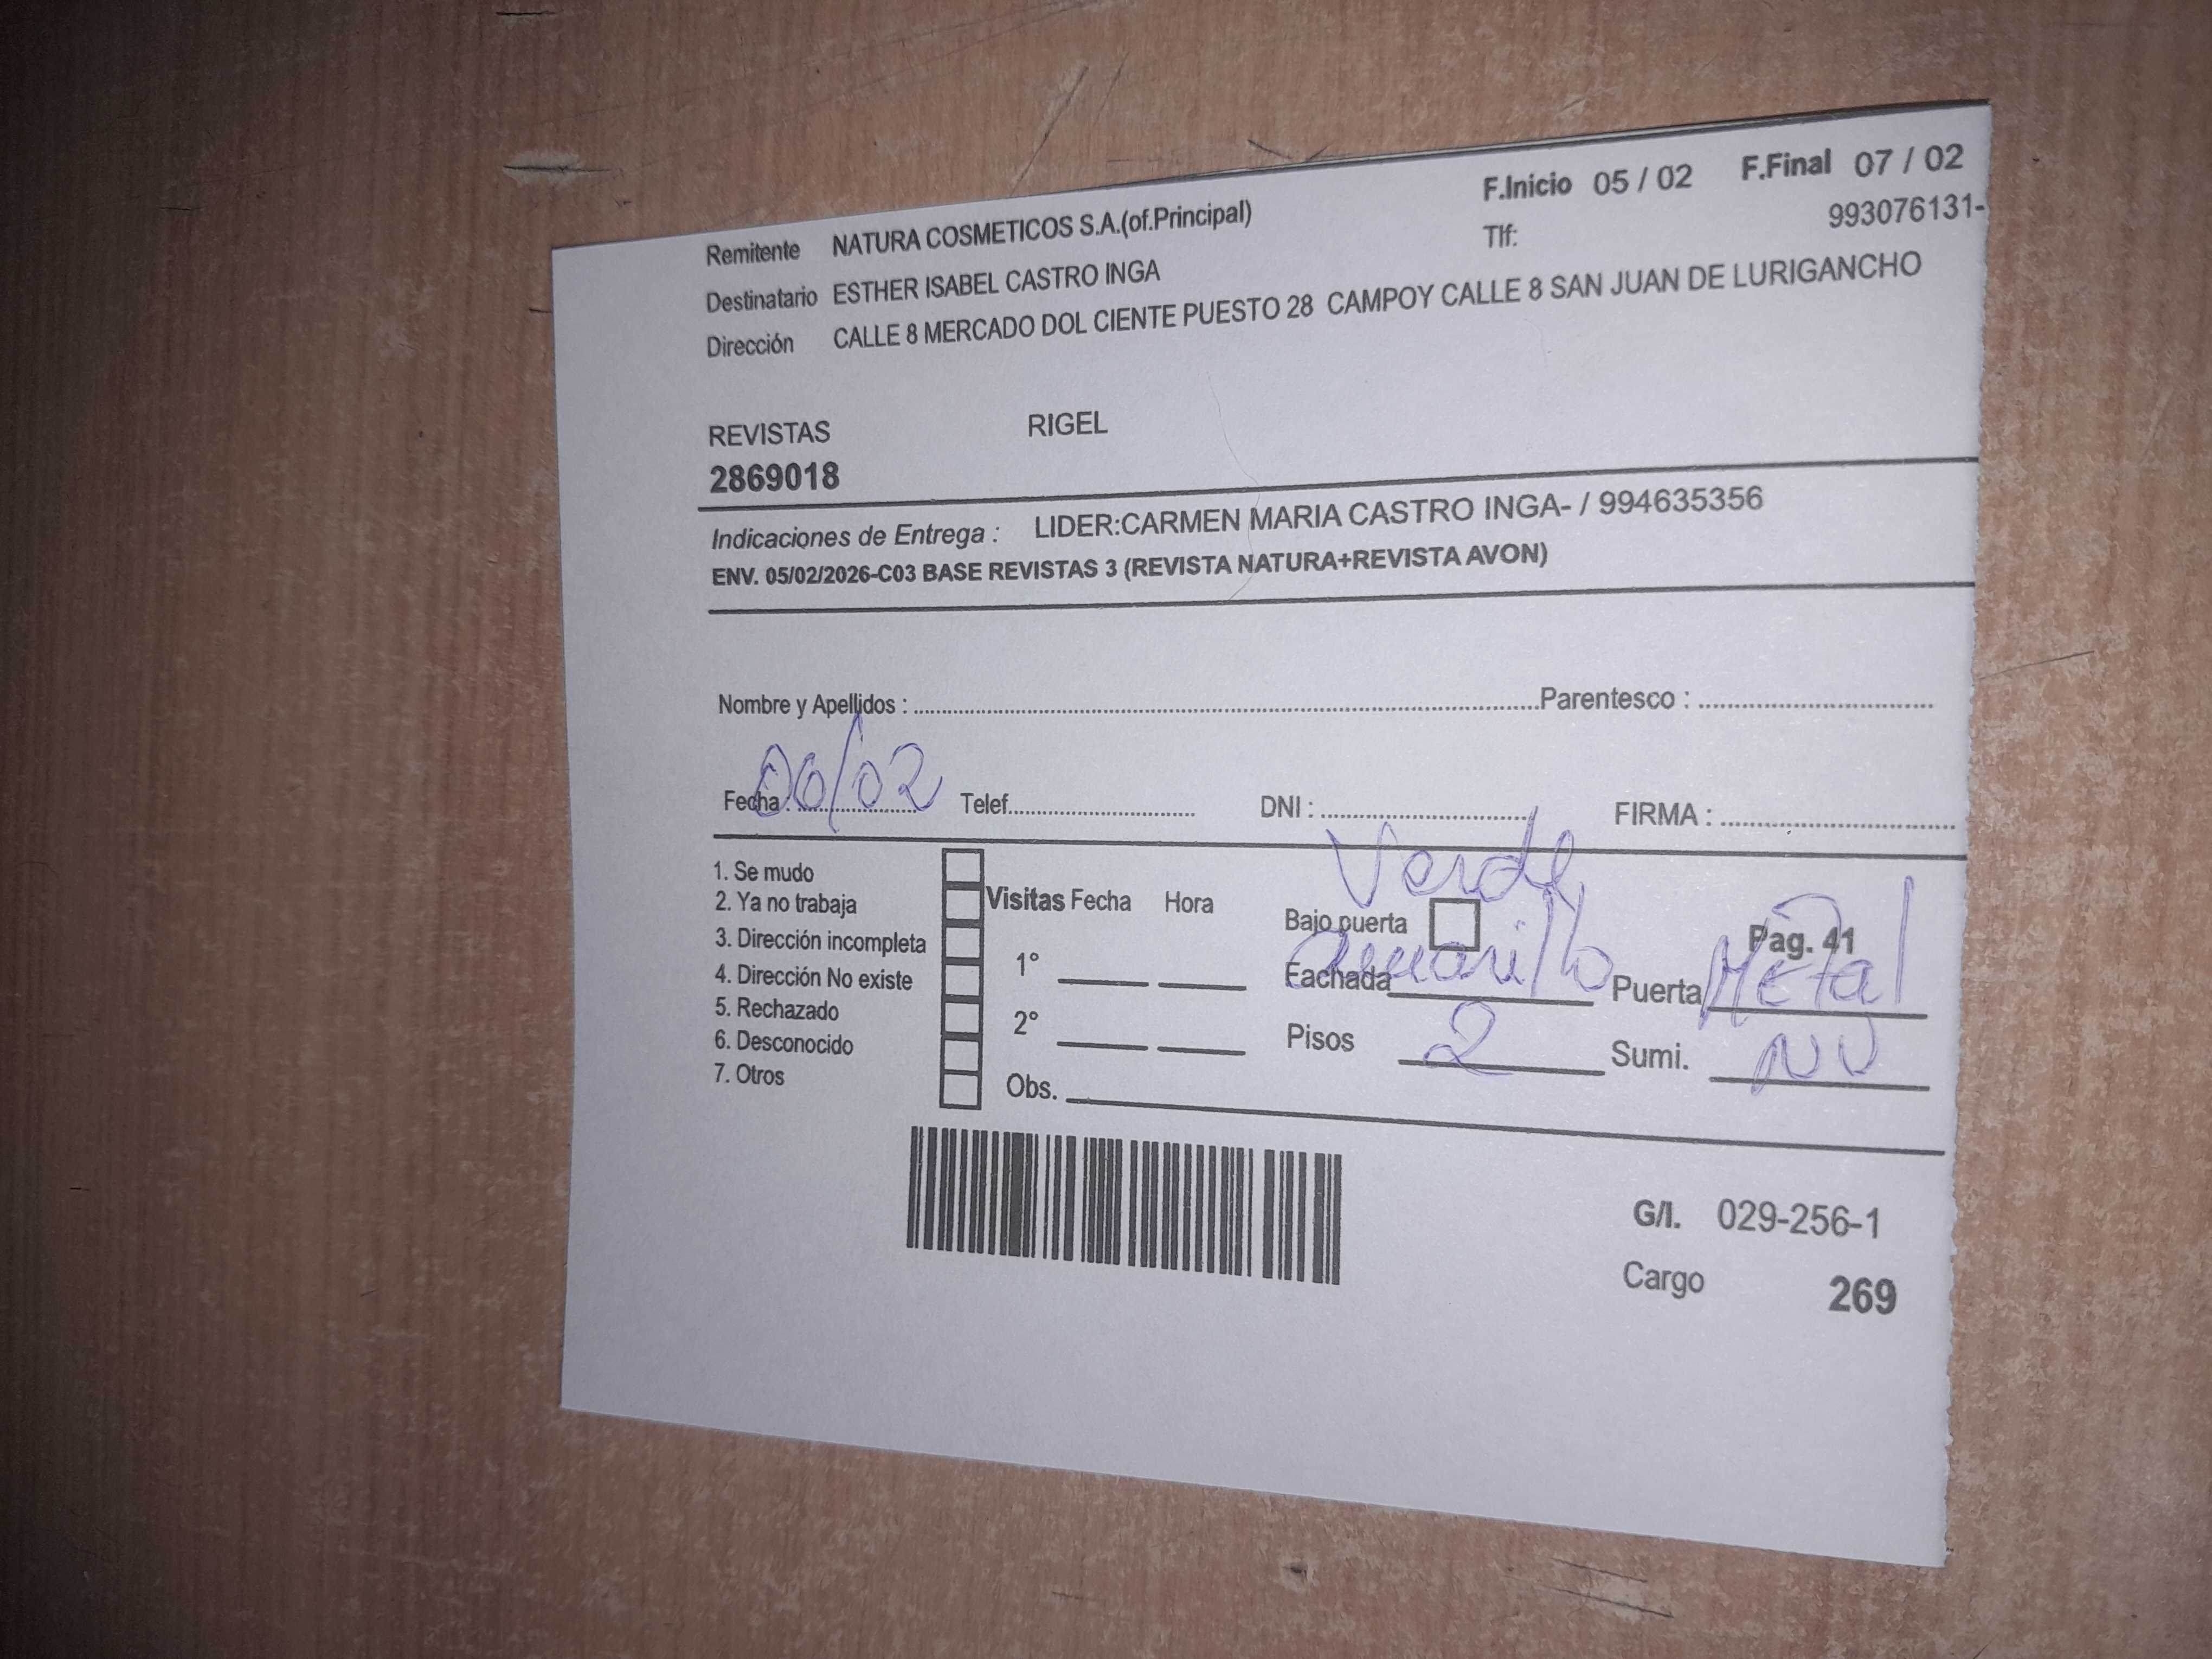 F.Inicio 05 / 02 F.Final 07 / 02
Remitente NATURA COSMETICOS S.A.(of.Principal) Tlf: 993076131-
Destinatario ESTHER ISABEL CASTRO INGA
Dirección CALLE 8 MERCADO DOL CIENTE PUESTO 28 CAMPOY CALLE 8 SAN JUAN DE LURIGANCHO
REVISTAS RIGEL
2869018
Indicaciones de Entrega : LIDER:CARMEN MARIA CASTRO INGA- / 994635356
ENV. 05/02/2026-C03 BASE REVISTAS 3 (REVISTA NATURA+REVISTA AVON)
Nombre y Apellidos : Parentesco :
Fecha : 06/02 Telef. DNI : FIRMA :
Verde
1. Se mudo
2. Ya no trabaja
3. Dirección incompleta
4. Dirección No existe
5. Rechazado
6. Desconocido
7. Otros
Visitas Fecha Hora
1°
2°
Obs.
Bajo puerta Pag. 41
Fachada amarillo Puerta Metal
Pisos 2 Sumi. NV
G/I. 029-256-1
Cargo 269